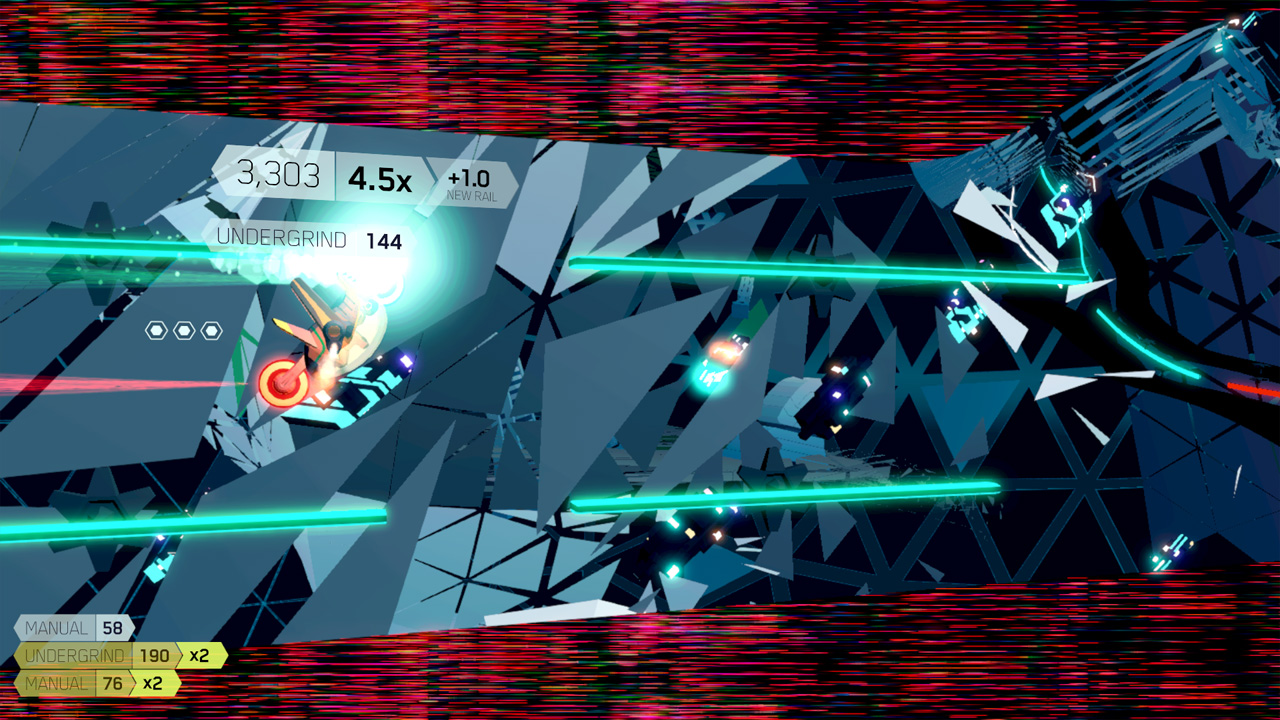 3,303 4.5x +1.0
NEW RAIL
UNDERGRIND 144
MANUAL 58
UNDERGRIND 190 x2
MANUAL 76 x2